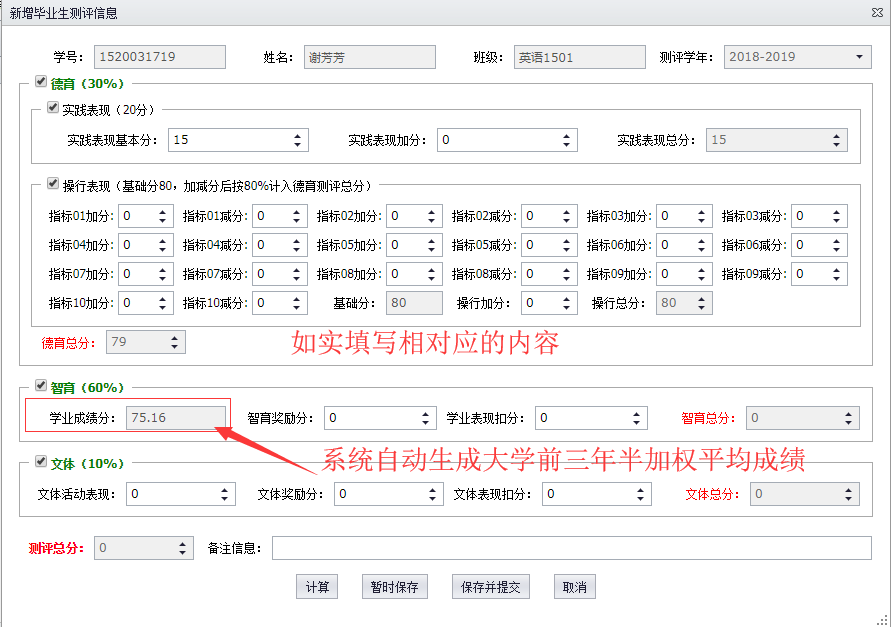 新增毕业生测评信息
学号: 1520031719 姓名: 谢芳芳 班级: 英语1501 测评学年: 2018-2019
德育（30%）
实践表现（20分）
实践表现基本分: 15 实践表现加分: 0 实践表现总分: 15
操行表现（基础分80，加减分后按80%计入德育测评总分）
指标01加分: 0 指标01减分: 0 指标02加分: 0 指标02减分: 0 指标03加分: 0 指标03减分: 0
指标04加分: 0 指标04减分: 0 指标05加分: 0 指标05减分: 0 指标06加分: 0 指标06减分: 0
指标07加分: 0 指标07减分: 0 指标08加分: 0 指标08减分: 0 指标09加分: 0 指标09减分: 0
指标10加分: 0 指标10减分: 0 基础分: 80 操行加分: 0 操行总分: 80
德育总分: 79 如实填写相对应的内容
智育（60%）
学业成绩分: 75.16 智育奖励分: 0 学业表现扣分: 0 智育总分: 0
系统自动生成大学前三年半加权平均成绩
文体（10%）
文体活动表现: 0 文体奖励分: 0 文体表现扣分: 0 文体总分: 0
测评总分: 0 备注信息:
计算 暂时保存 保存并提交 取消